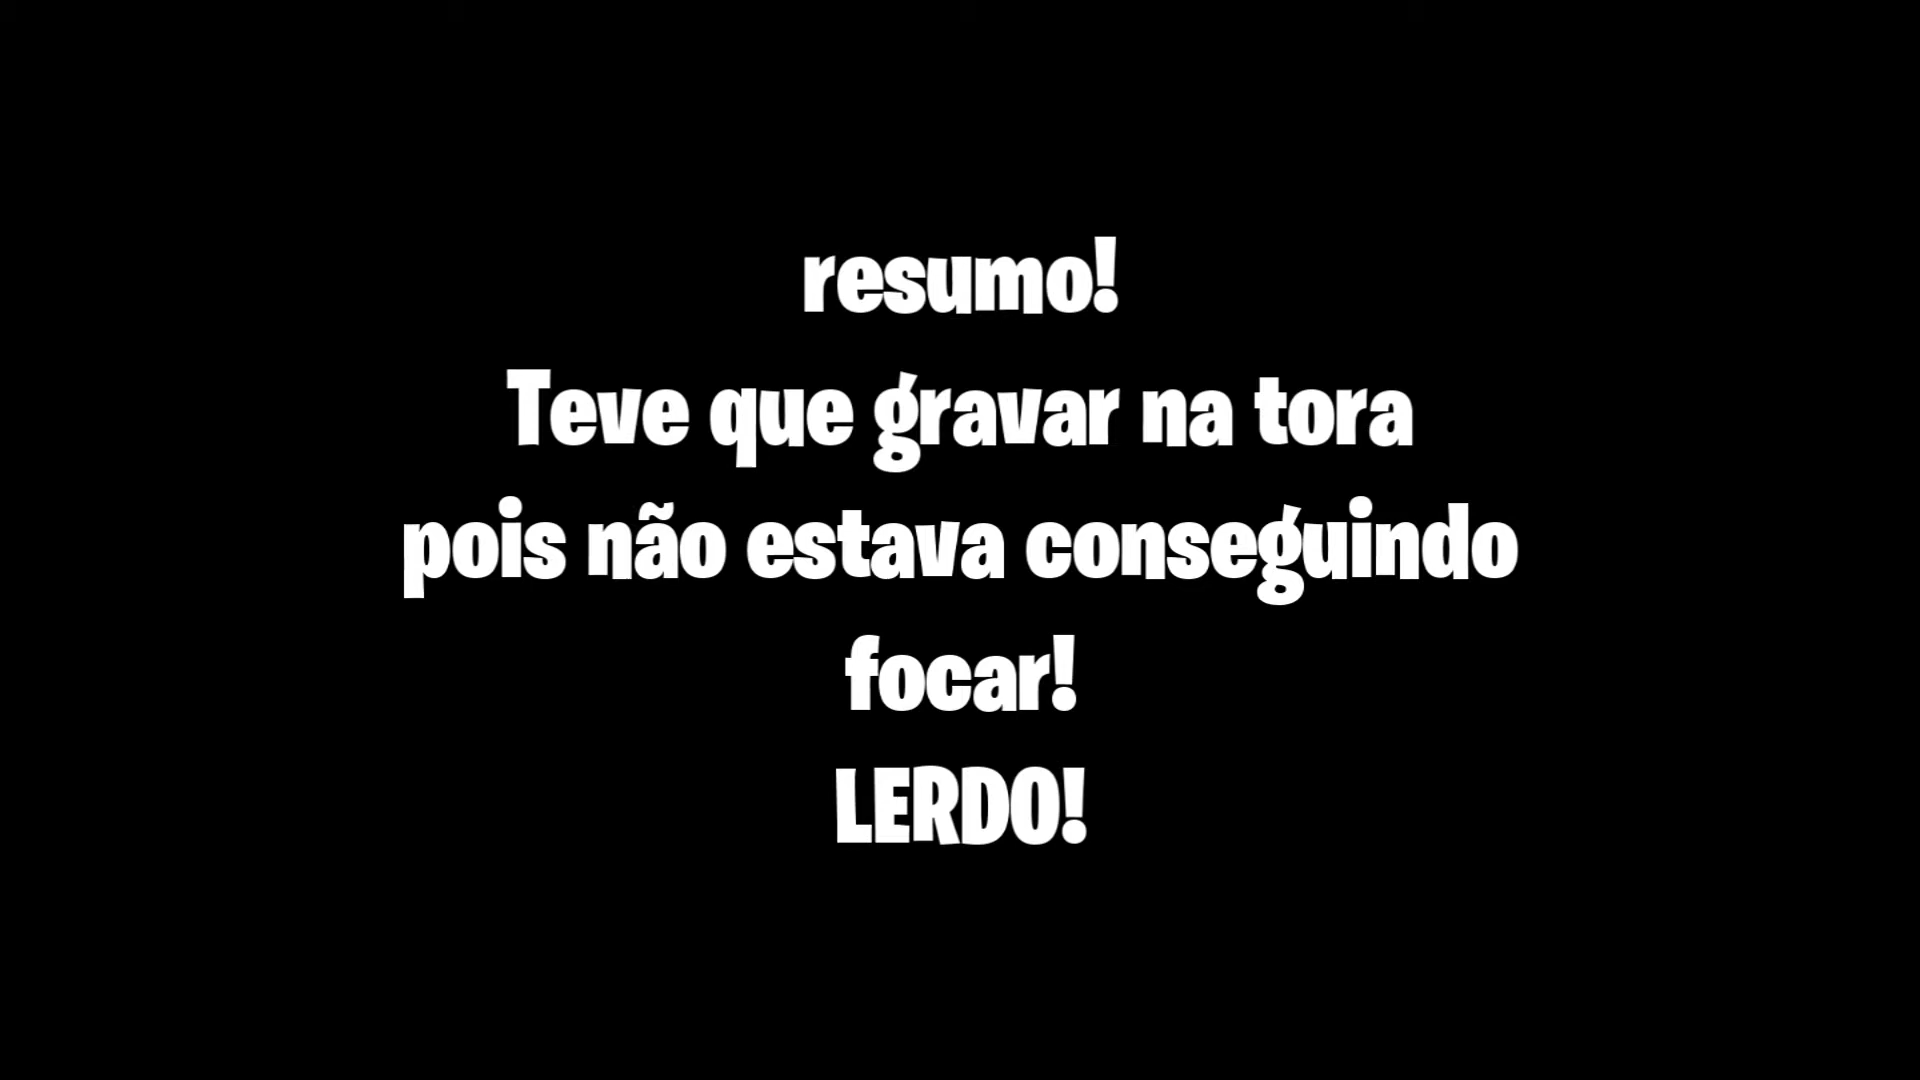 resumo!
Teve que gravar na tora
pois não estava conseguindo
focar!
LERDO!